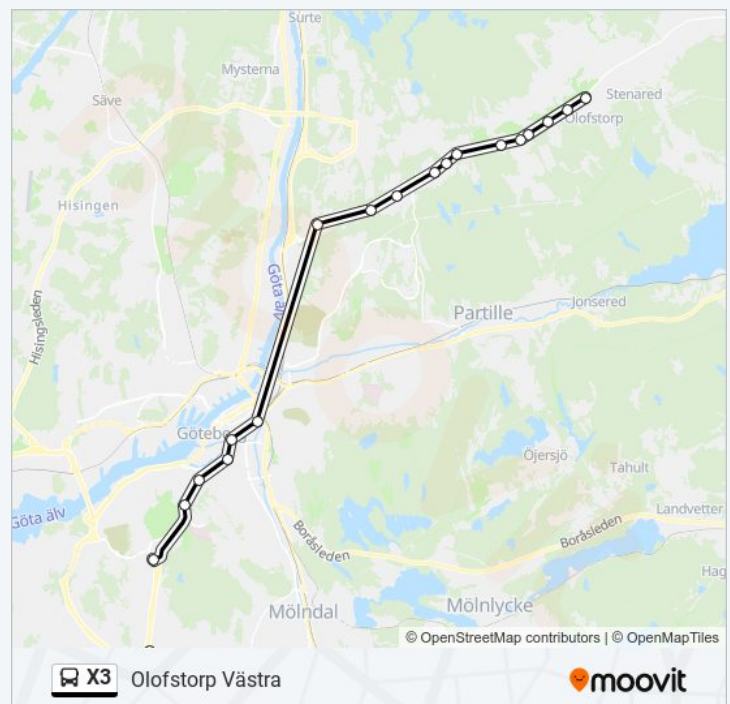 Surte
Mysterna
Säve
Stenared
Olofstorp
Hisingen
Göta älv
Hisingsleden
Partille
Jonsered
Göteborg
Öjersjö
Tahult
Göta älv
Landvetter
Boråsleden
Boråsleden
Hag
Mölndal
Mölnlycke
© OpenStreetMap contributors | © OpenMapTiles
X3 Olofstorp Västra
moovit